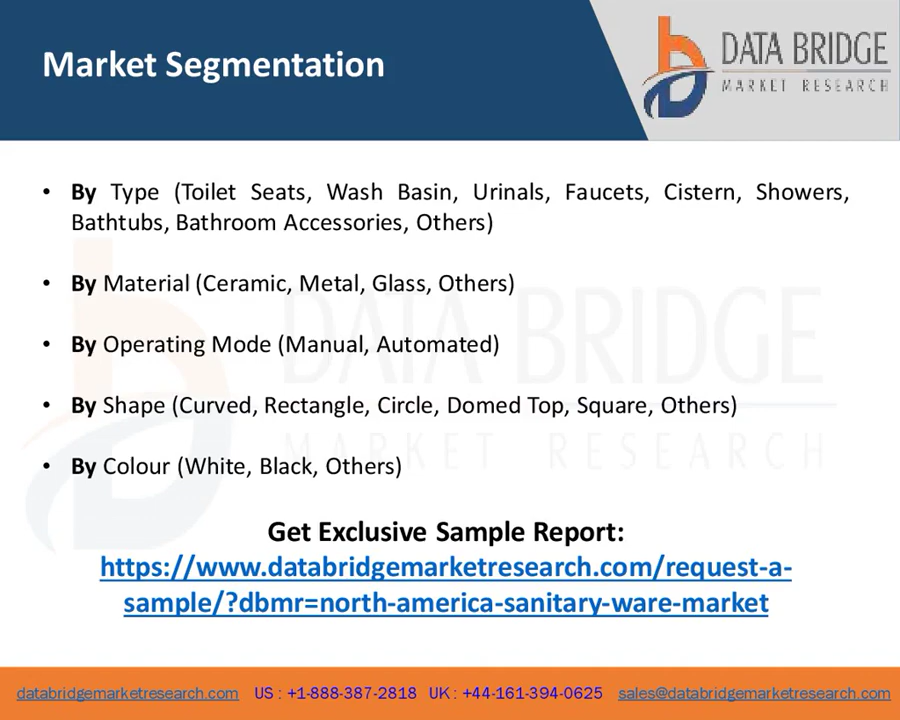 Market Segmentation
DATA BRIDGE
MARKET RESEARCH
• By Type (Toilet Seats, Wash Basin, Urinals, Faucets, Cistern, Showers,
Bathtubs, Bathroom Accessories, Others)
• By Material (Ceramic, Metal, Glass, Others)
• By Operating Mode (Manual, Automated)
• By Shape (Curved, Rectangle, Circle, Domed Top, Square, Others)
• By Colour (White, Black, Others)
DATA BRIDGE
MARKET RESEARCH
Get Exclusive Sample Report:
https://www.databridgemarketresearch.com/request-a-
sample/?dbmr=north-america-sanitary-ware-market
databridgemarketresearch.com US : +1-888-387-2818 UK : +44-161-394-0625 sales@databridgemarketresearch.com